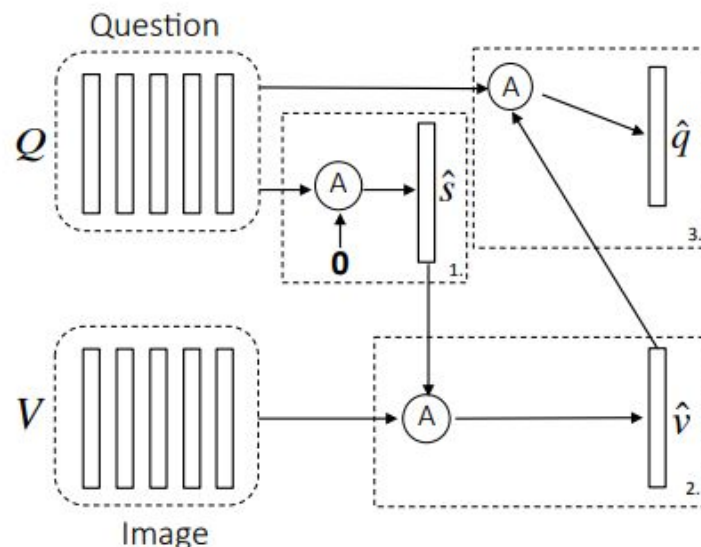 Question
Q
A
ŝ
0
1.
A
q̂
3.
V
A
v̂
2.
Image